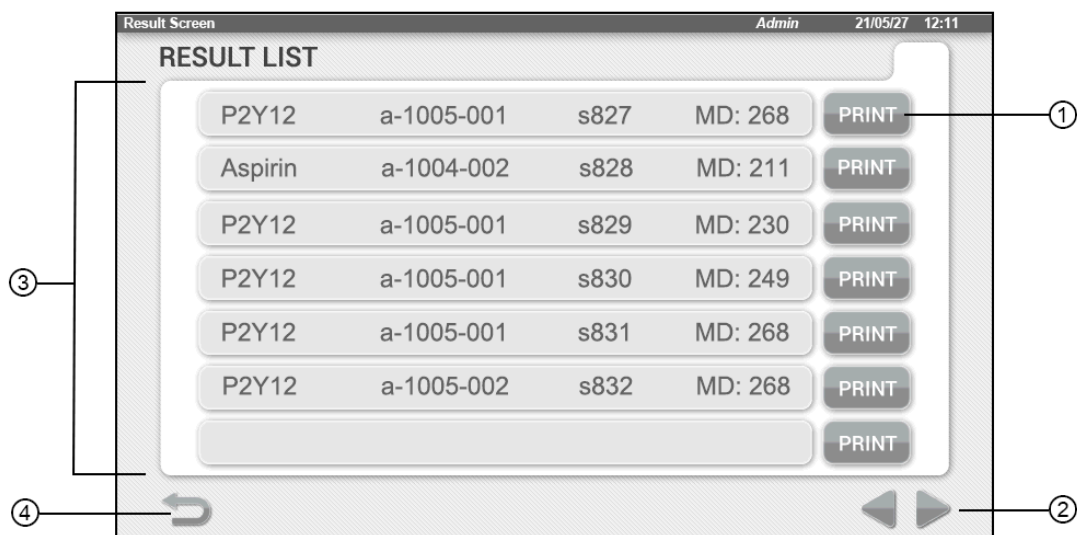 Result Screen Admin 21/05/27 12:11
RESULT LIST
P2Y12 a-1005-001 s827 MD: 268 PRINT ①
Aspirin a-1004-002 s828 MD: 211 PRINT
P2Y12 a-1005-001 s829 MD: 230 PRINT
③ P2Y12 a-1005-001 s830 MD: 249 PRINT
P2Y12 a-1005-001 s831 MD: 268 PRINT
P2Y12 a-1005-002 s832 MD: 268 PRINT
PRINT
④ ②